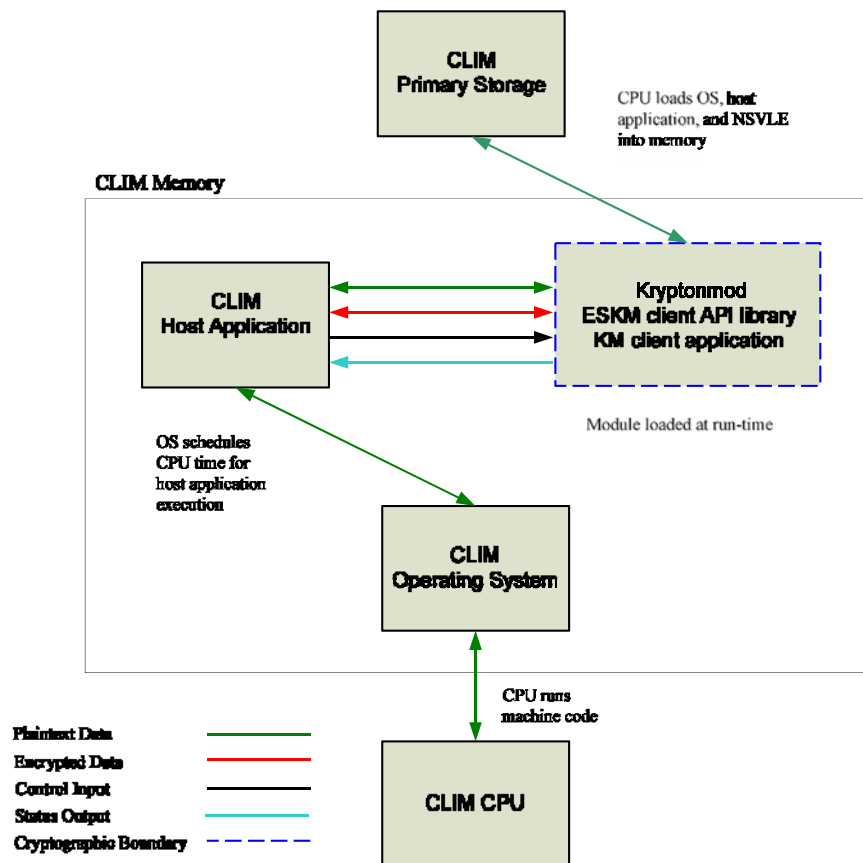 CLIM
Primary Storage
CPU loads OS, host
application, and NSVLE
into memory
CLIM Memory
CLIM
Host Application
Kryptonmod
ESKM client API library
KM client application
Module loaded at run-time
OS schedules
CPU time for
host application
execution
CLIM
Operating System
CPU runs
machine code
CLIM CPU
Plaintext Data
Encrypted Data
Control Input
Status Output
Cryptographic Boundary